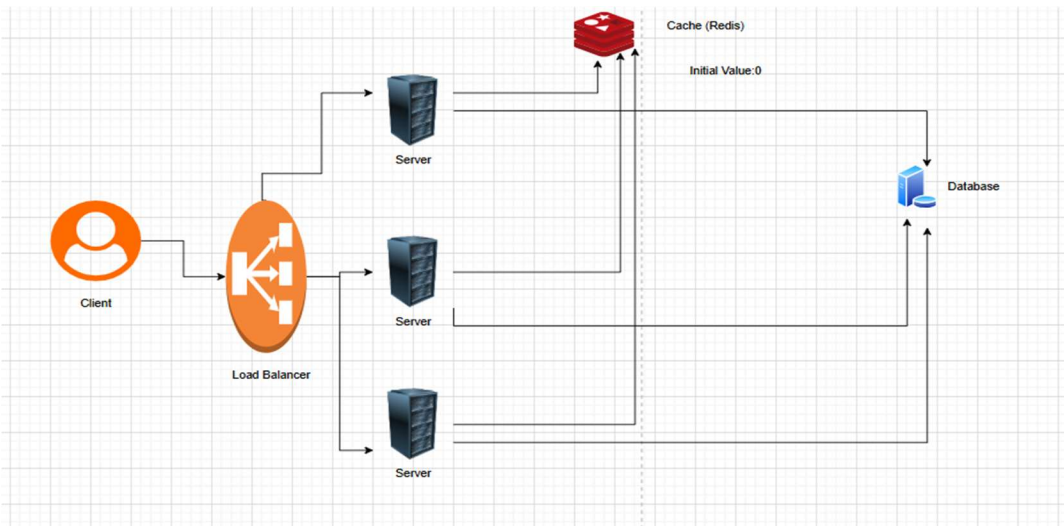 Cache (Redis)
Initial Value:0
Server
Database
Client
Server
Load Balancer
Server